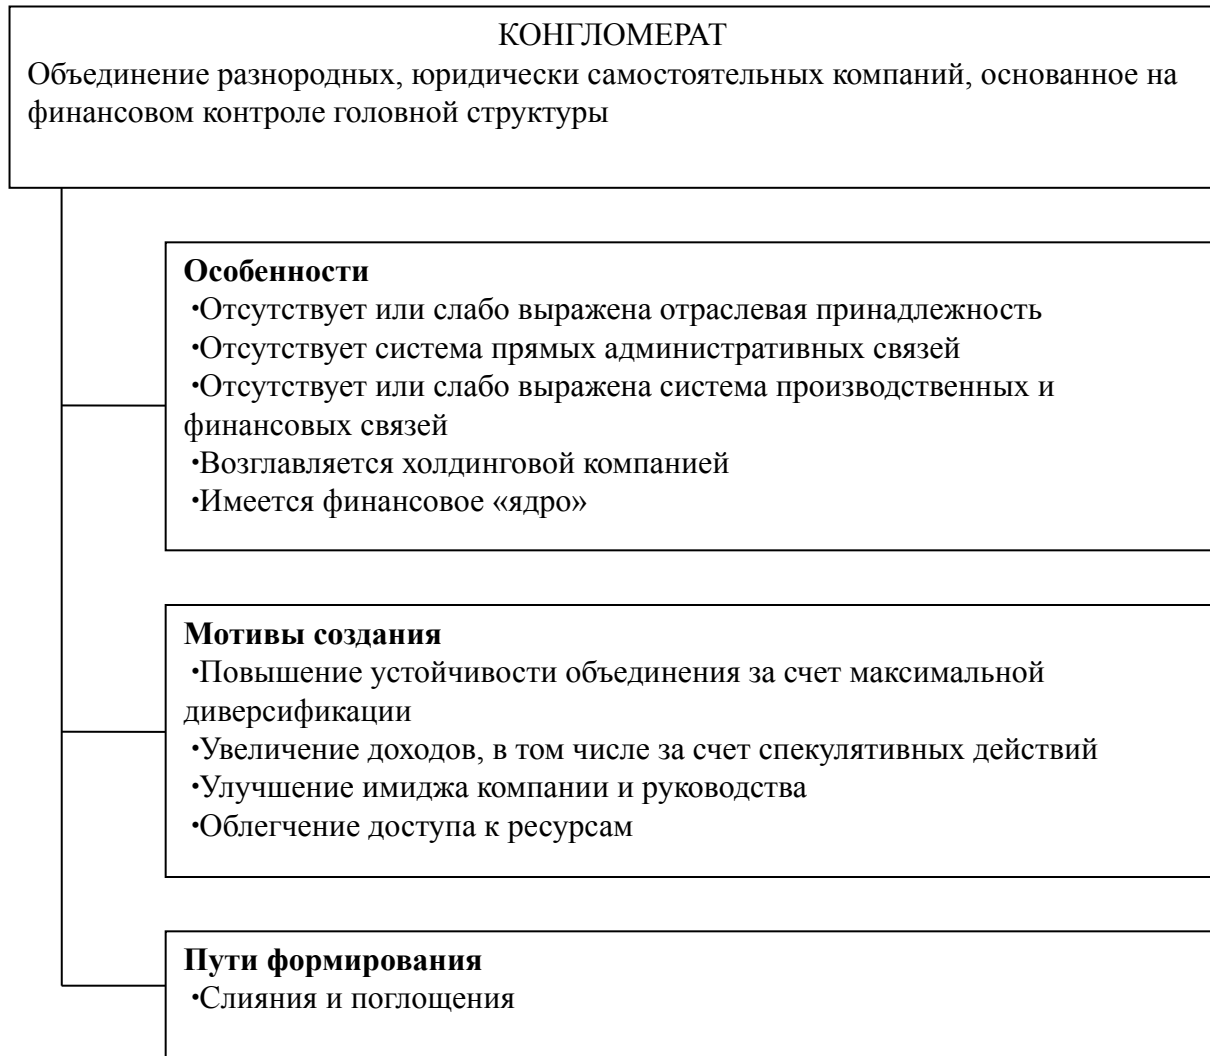 КОНГЛОМЕРАТ
Объединение разнородных, юридически самостоятельных компаний, основанное на
финансовом контроле головной структуры
Особенности
·Отсутствует или слабо выражена отраслевая принадлежность
·Отсутствует система прямых административных связей
·Отсутствует или слабо выражена система производственных и
финансовых связей
·Возглавляется холдинговой компанией
·Имеется финансовое «ядро»
Мотивы создания
·Повышение устойчивости объединения за счет максимальной
диверсификации
·Увеличение доходов, в том числе за счет спекулятивных действий
·Улучшение имиджа компании и руководства
·Облегчение доступа к ресурсам
Пути формирования
·Слияния и поглощения